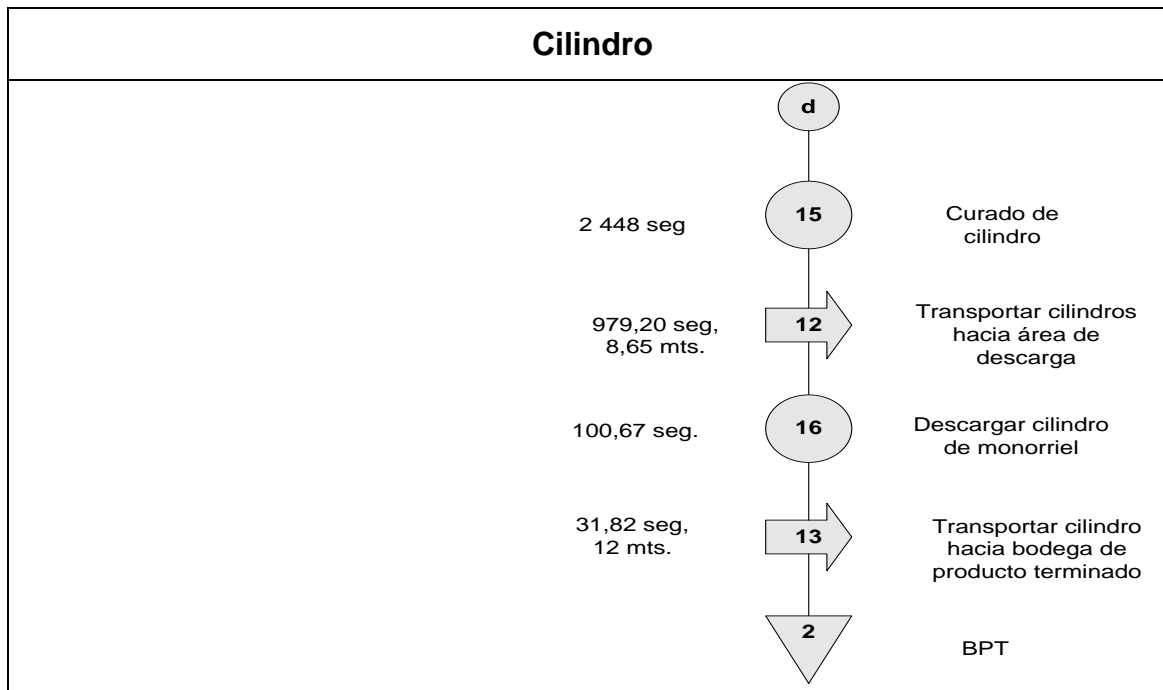 Cilindro
d
2 448 seg
15
Curado de
cilindro
979,20 seg,
8,65 mts.
12
Transportar cilindros
hacia área de
descarga
100,67 seg.
16
Descargar cilindro
de monorriel
31,82 seg,
12 mts.
13
Transportar cilindro
hacia bodega de
producto terminado
2
BPT